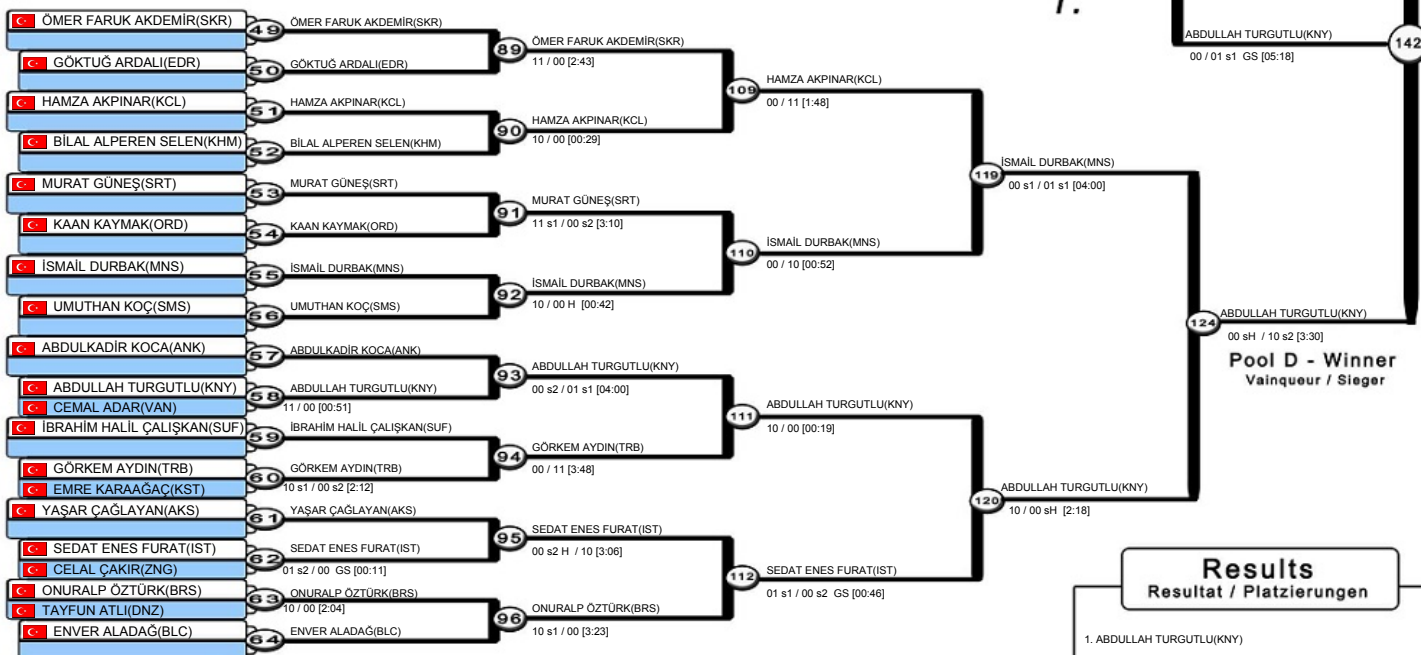 1.
ABDULLAH TURGUTLU(KNY)
142
00 / 01 s1 GS [05:18]
ÖMER FARUK AKDEMİR(SKR)
49
GÖKTUĞ ARDALI(EDR)
50
HAMZA AKPINAR(KCL)
51
BİLAL ALPEREN SELEN(KHM)
52
MURAT GÜNEŞ(SRT)
53
KAAN KAYMAK(ORD)
54
İSMAİL DURBAK(MNS)
55
UMUTHAN KOÇ(SMS)
56
ABDULKADİR KOCA(ANK)
57
ABDULLAH TURGUTLU(KNY)
CEMAL ADAR(VAN)
58
İBRAHİM HALİL ÇALIŞKAN(SUF)
59
GÖRKEM AYDIN(TRB)
EMRE KARAAĞAÇ(KST)
60
YAŞAR ÇAĞLAYAN(AKS)
61
SEDAT ENES FURAT(IST)
CELAL ÇAKIR(ZNG)
62
ONURALP ÖZTÜRK(BRS)
TAYFUN ATLI(DNZ)
63
ENVER ALADAĞ(BLC)
64
ÖMER FARUK AKDEMİR(SKR)
GÖKTUĞ ARDALI(EDR)
HAMZA AKPINAR(KCL)
BİLAL ALPEREN SELEN(KHM)
MURAT GÜNEŞ(SRT)
KAAN KAYMAK(ORD)
İSMAİL DURBAK(MNS)
UMUTHAN KOÇ(SMS)
ABDULKADİR KOCA(ANK)
ABDULLAH TURGUTLU(KNY)
11 / 00 [00:51]
İBRAHİM HALİL ÇALIŞKAN(SUF)
GÖRKEM AYDIN(TRB)
10 s1 / 00 s2 [2:12]
YAŞAR ÇAĞLAYAN(AKS)
SEDAT ENES FURAT(IST)
01 s2 / 00 GS [00:11]
ONURALP ÖZTÜRK(BRS)
10 / 00 [2:04]
ENVER ALADAĞ(BLC)
89
ÖMER FARUK AKDEMİR(SKR)
11 / 00 [2:43]
90
HAMZA AKPINAR(KCL)
10 / 00 [00:29]
91
MURAT GÜNEŞ(SRT)
11 s1 / 00 s2 [3:10]
92
İSMAİL DURBAK(MNS)
10 / 00 H [00:42]
93
ABDULLAH TURGUTLU(KNY)
00 s2 / 01 s1 [04:00]
94
GÖRKEM AYDIN(TRB)
00 / 11 [3:48]
95
SEDAT ENES FURAT(IST)
00 s2 H / 10 [3:06]
96
ONURALP ÖZTÜRK(BRS)
10 s1 / 00 [3:23]
109
HAMZA AKPINAR(KCL)
00 / 11 [1:48]
110
İSMAİL DURBAK(MNS)
00 / 10 [00:52]
111
ABDULLAH TURGUTLU(KNY)
10 / 00 [00:19]
112
SEDAT ENES FURAT(IST)
01 s1 / 00 s2 GS [00:46]
119
İSMAİL DURBAK(MNS)
00 s1 / 01 s1 [04:00]
120
ABDULLAH TURGUTLU(KNY)
10 / 00 sH [2:18]
124
ABDULLAH TURGUTLU(KNY)
00 sH / 10 s2 [3:30]
Pool D - Winner
Vainqueur / Sieger
Results
Resultat / Platzierungen
1. ABDULLAH TURGUTLU(KNY)